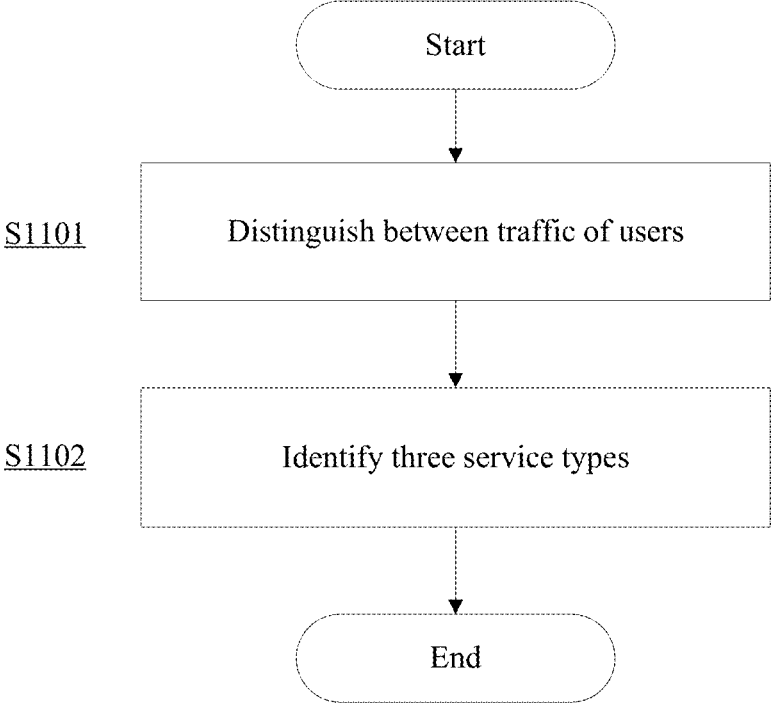 Start
S1101
Distinguish between traffic of users
S1102
Identify three service types
End